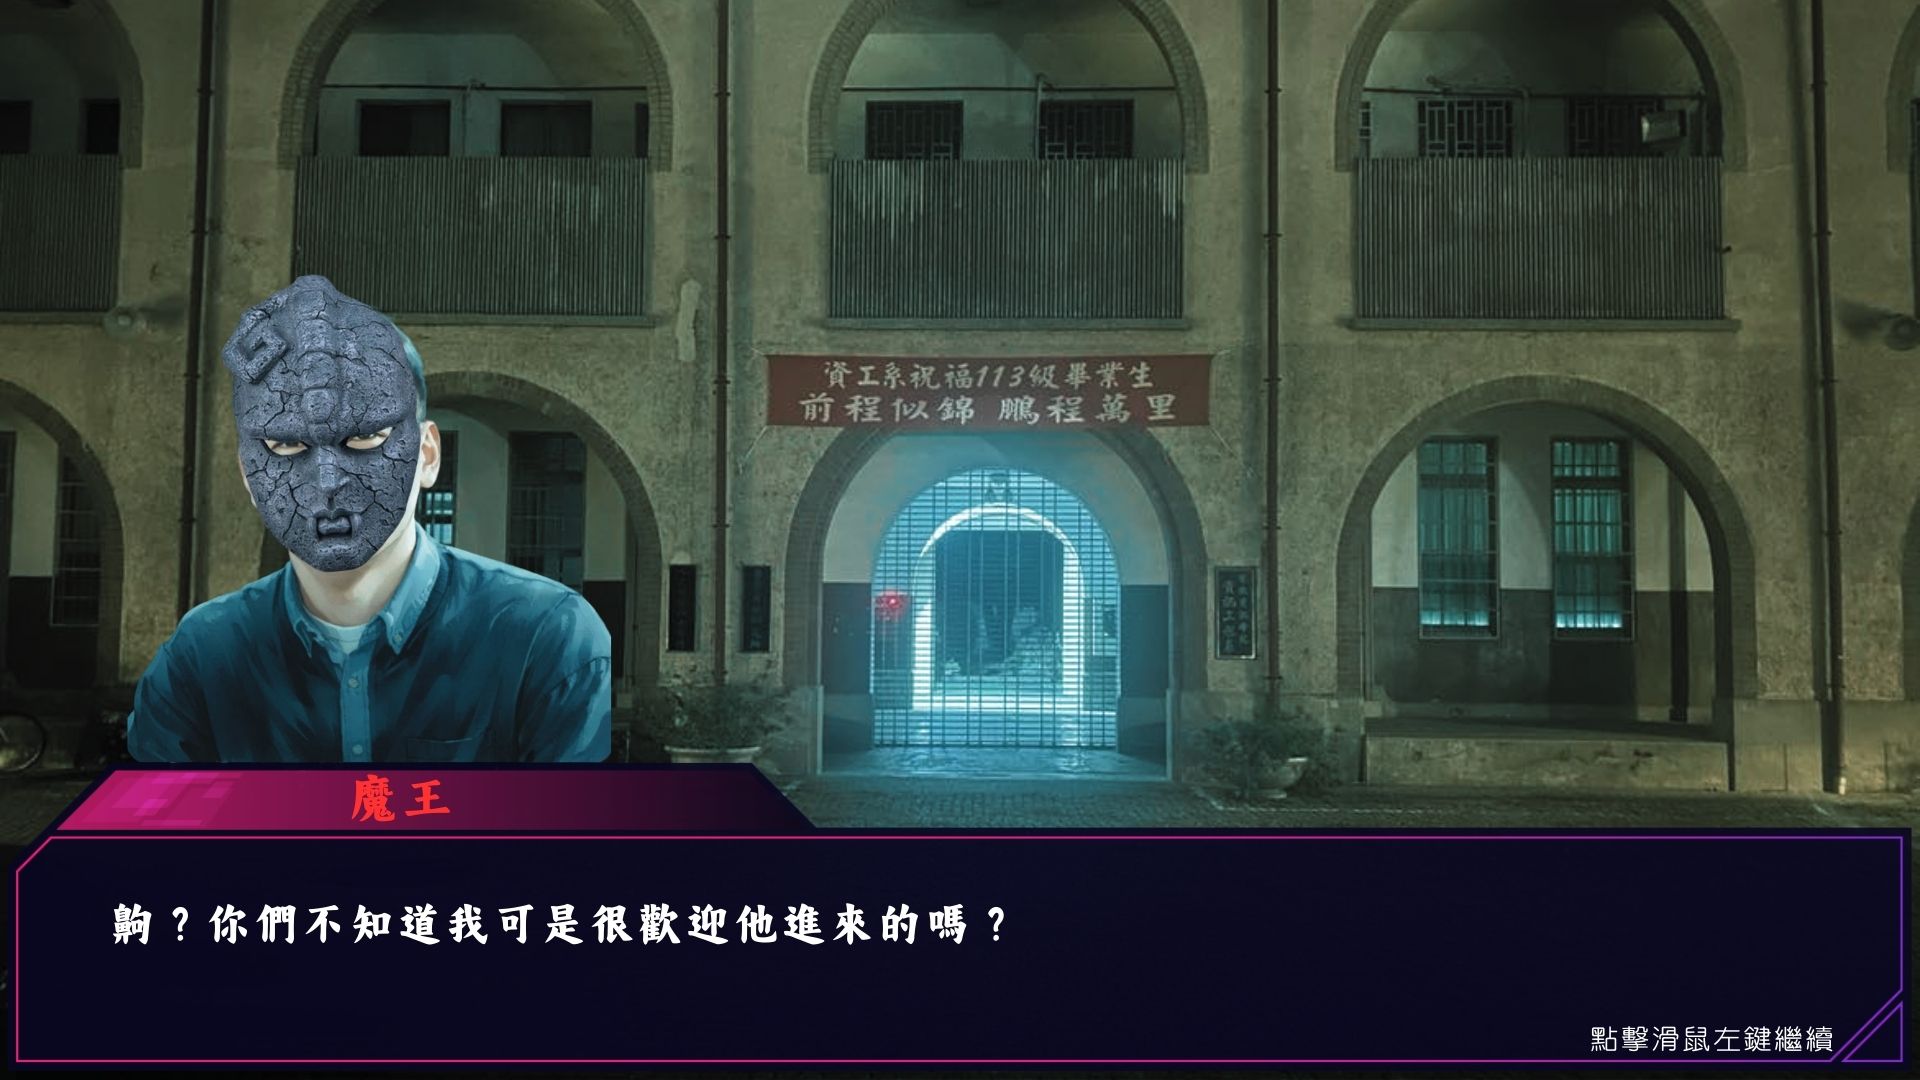 資工系祝福113級畢業生
前程似錦 鵬程萬里
魔王
齁？你們不知道我可是很歡迎他進來的嗎？
點擊滑鼠左鍵繼續